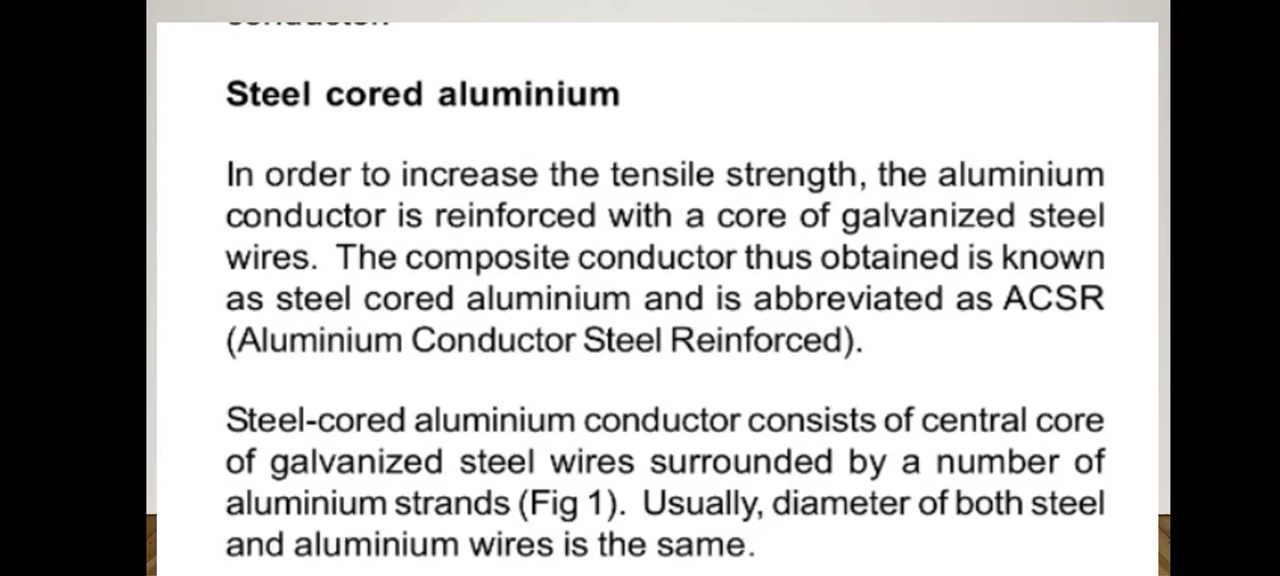 Steel cored aluminium
In order to increase the tensile strength, the aluminium
conductor is reinforced with a core of galvanized steel
wires. The composite conductor thus obtained is known
as steel cored aluminium and is abbreviated as ACSR
(Aluminium Conductor Steel Reinforced).
Steel-cored aluminium conductor consists of central core
of galvanized steel wires surrounded by a number of
aluminium strands (Fig 1). Usually, diameter of both steel
and aluminium wires is the same.